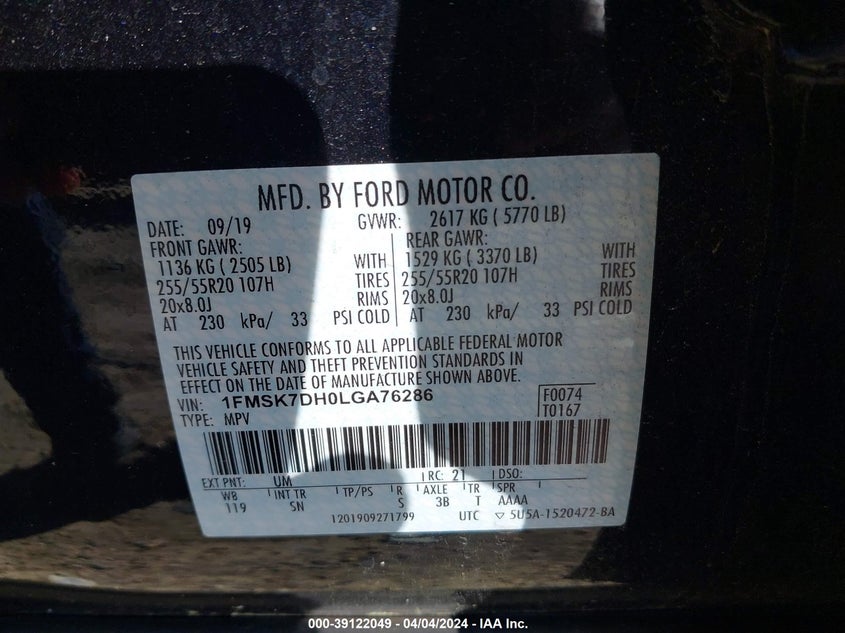 MFD. BY FORD MOTOR CO.
DATE: 09/19 GVWR: 2617 KG ( 5770 LB)
FRONT GAWR: REAR GAWR:
1136 KG ( 2505 LB) WITH 1529 KG ( 3370 LB) WITH
255/55R20 107H TIRES 255/55R20 107H TIRES
20x8.0J RIMS 20x8.0J RIMS
AT 230 kPa/ 33 PSI COLD AT 230 kPa/ 33 PSI COLD
THIS VEHICLE CONFORMS TO ALL APPLICABLE FEDERAL MOTOR
VEHICLE SAFETY AND THEFT PREVENTION STANDARDS IN
EFFECT ON THE DATE OF MANUFACTURE SHOWN ABOVE.
VIN: 1FMSK7DH0LGA76286 F0074
TYPE: MPV T0167
EXT PNT: UM RC: 21 DSO:
WB INT TR TP/PS R AXLE TR SPR
119 SN S 3B T AAAA
1201909271799 UTC ▽ 5U5A-1520472-BA
000-39122049 - 04/04/2024 - IAA Inc.